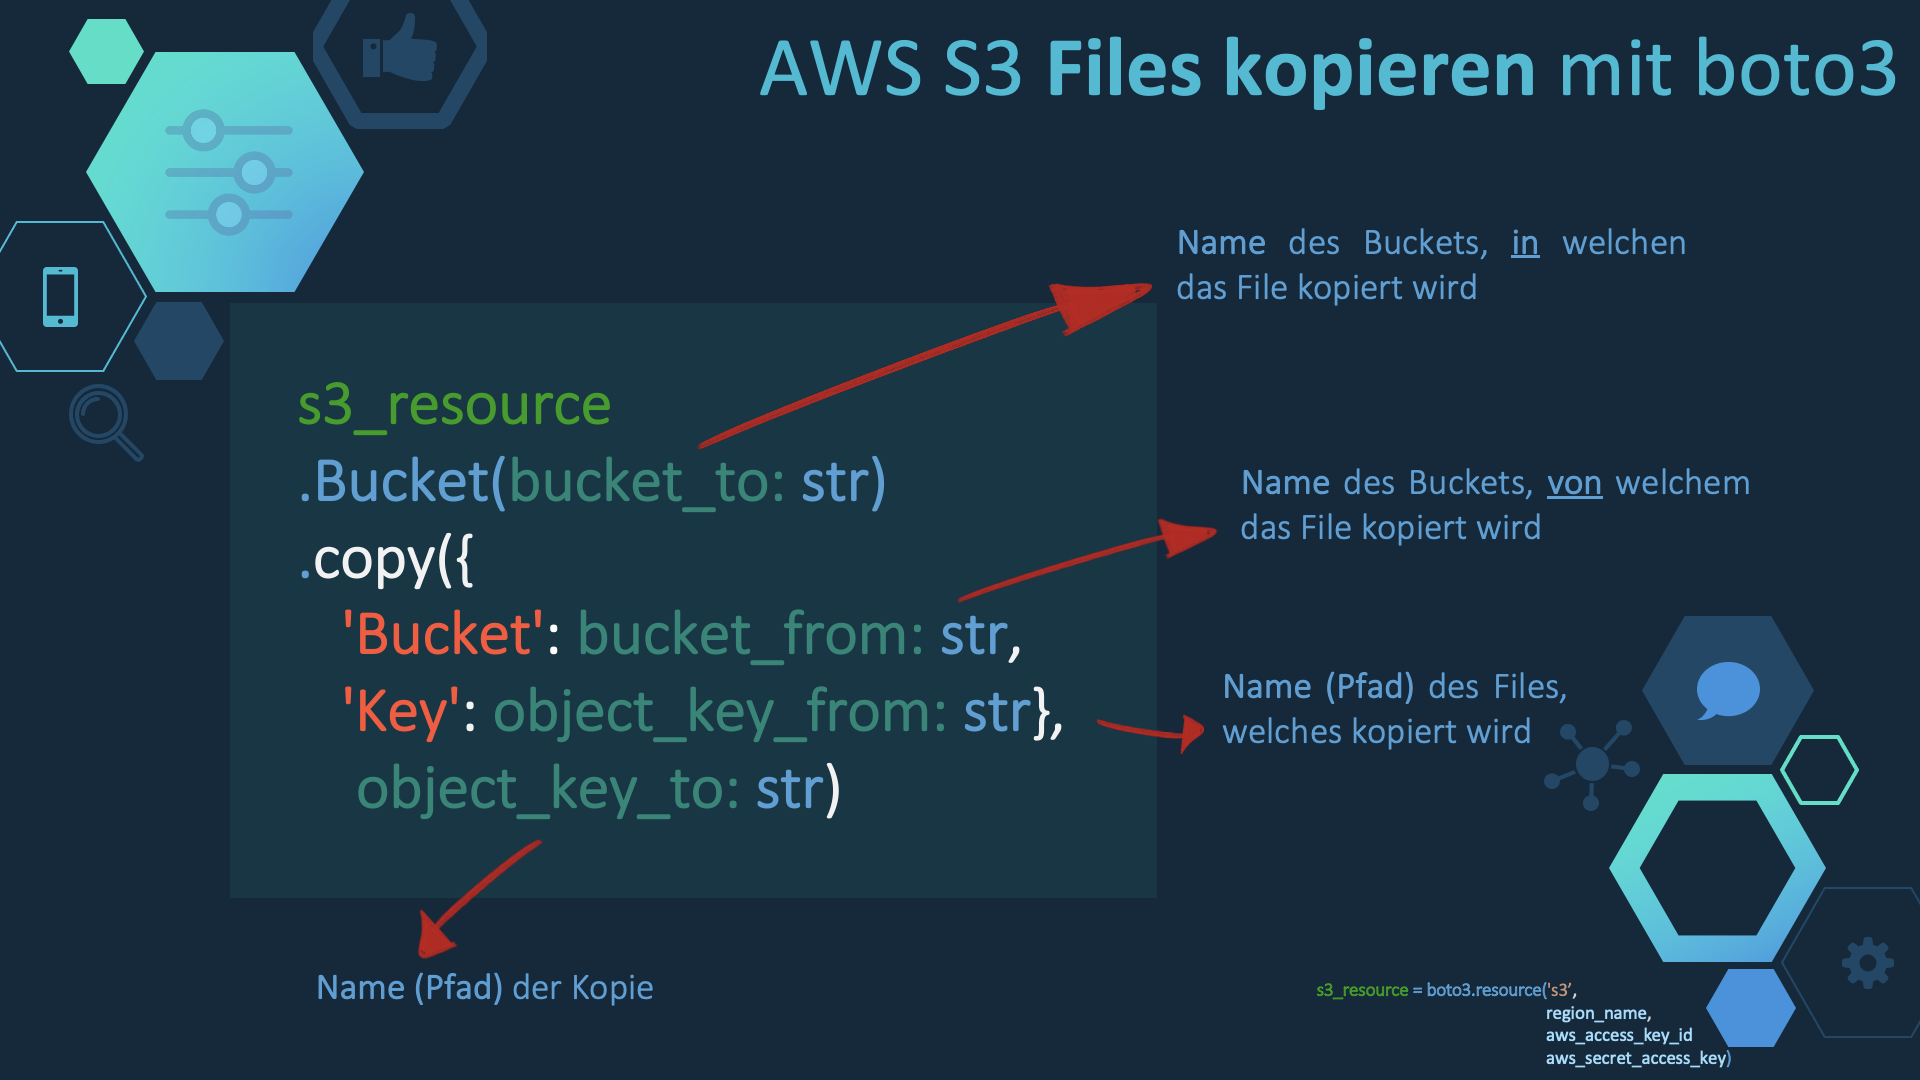 AWS S3 Files kopieren mit boto3
Name des Buckets, in welchen
das File kopiert wird
s3_resource
.Bucket(bucket_to: str)
.copy({
'Bucket': bucket_from: str,
'Key': object_key_from: str},
object_key_to: str)
Name des Buckets, von welchem
das File kopiert wird
Name (Pfad) des Files,
welches kopiert wird
Name (Pfad) der Kopie
s3_resource = boto3.resource('s3',
region_name,
aws_access_key_id
aws_secret_access_key)